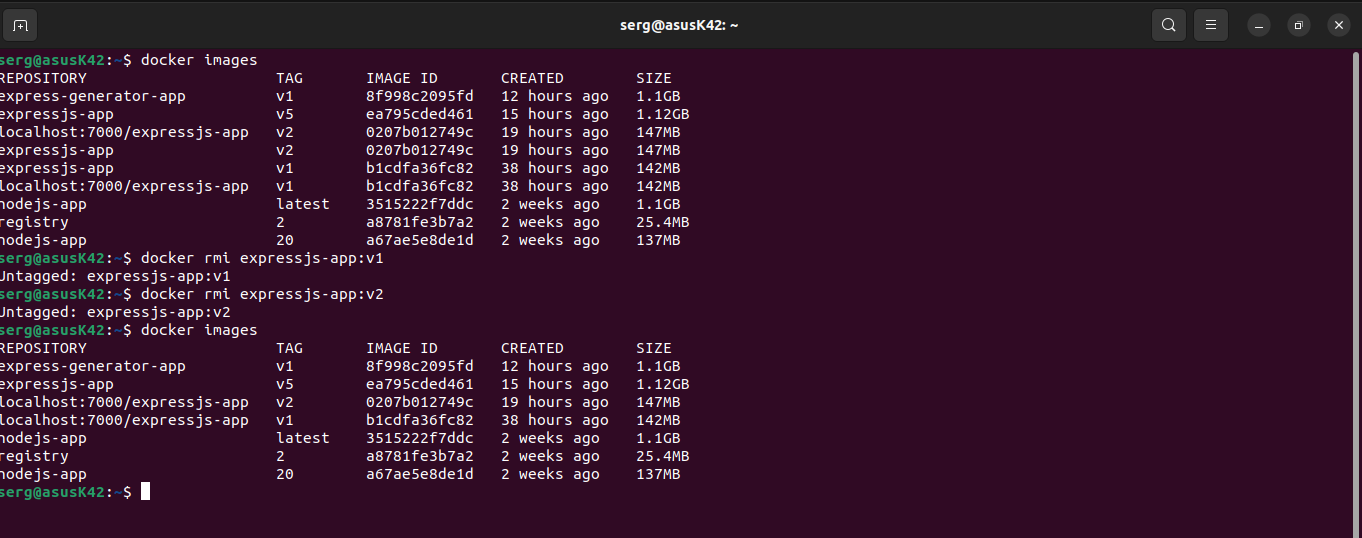 serg@asusK42: ~
serg@asusK42:~$ docker images
REPOSITORY TAG IMAGE ID CREATED SIZE
express-generator-app v1 8f998c2095fd 12 hours ago 1.1GB
expressjs-app v5 ea795cded461 15 hours ago 1.12GB
localhost:7000/expressjs-app v2 0207b012749c 19 hours ago 147MB
expressjs-app v2 0207b012749c 19 hours ago 147MB
expressjs-app v1 b1cdfa36fc82 38 hours ago 142MB
localhost:7000/expressjs-app v1 b1cdfa36fc82 38 hours ago 142MB
nodejs-app latest 3515222f7ddc 2 weeks ago 1.1GB
registry 2 a8781fe3b7a2 2 weeks ago 25.4MB
nodejs-app 20 a67ae5e8de1d 2 weeks ago 137MB
serg@asusK42:~$ docker rmi expressjs-app:v1
Untagged: expressjs-app:v1
serg@asusK42:~$ docker rmi expressjs-app:v2
Untagged: expressjs-app:v2
serg@asusK42:~$ docker images
REPOSITORY TAG IMAGE ID CREATED SIZE
express-generator-app v1 8f998c2095fd 12 hours ago 1.1GB
expressjs-app v5 ea795cded461 15 hours ago 1.12GB
localhost:7000/expressjs-app v2 0207b012749c 19 hours ago 147MB
localhost:7000/expressjs-app v1 b1cdfa36fc82 38 hours ago 142MB
nodejs-app latest 3515222f7ddc 2 weeks ago 1.1GB
registry 2 a8781fe3b7a2 2 weeks ago 25.4MB
nodejs-app 20 a67ae5e8de1d 2 weeks ago 137MB
serg@asusK42:~$